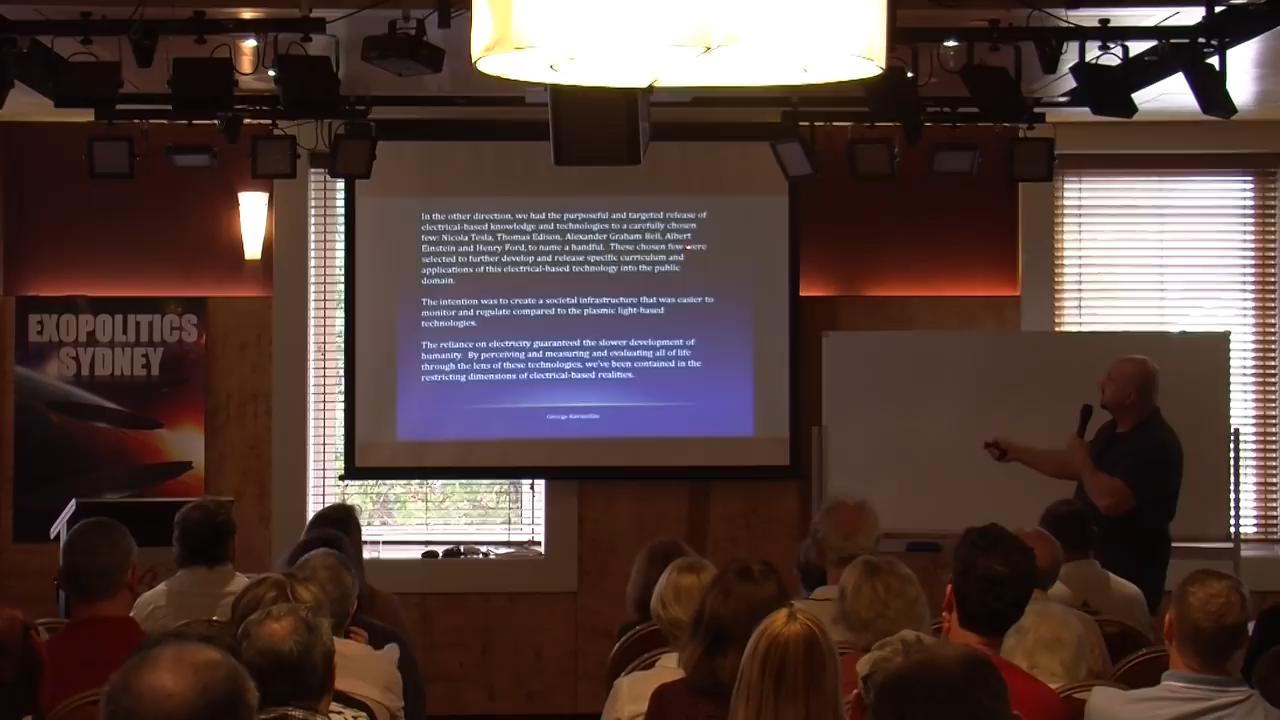 EXOPOLITICS
SYDNEY
In the other direction, we had the purposeful and targeted release of
electrical-based knowledge and technologies to a carefully chosen
few: Nicola Tesla, Thomas Edison, Alexander Graham Bell, Albert
Einstein and Henry Ford, to name a handful. These chosen few were
selected to further develop and release specific curriculum and
applications of this electrical-based technology into the public
domain.
The intention was to create a societal infrastructure that was easier to
monitor and regulate compared to the plasmic light-based
technologies.
The reliance on electricity guaranteed the slower development of
humanity. By perceiving and measuring and evaluating all of life
through the lens of these technologies, we've been contained in the
restricting dimensions of electrical-based realities.
George Kavassilas